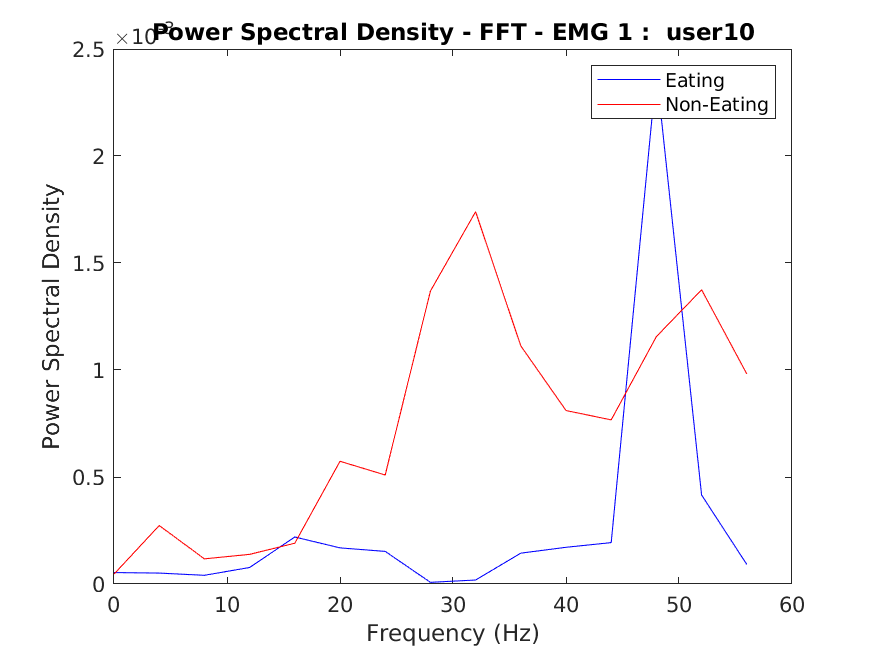 Power Spectral Density - FFT - EMG 1 :  user10
×10
2.5
2
1.5
1
0.5
0
Power Spectral Density
Eating
Non-Eating
0 10 20 30 40 50 60
Frequency (Hz)